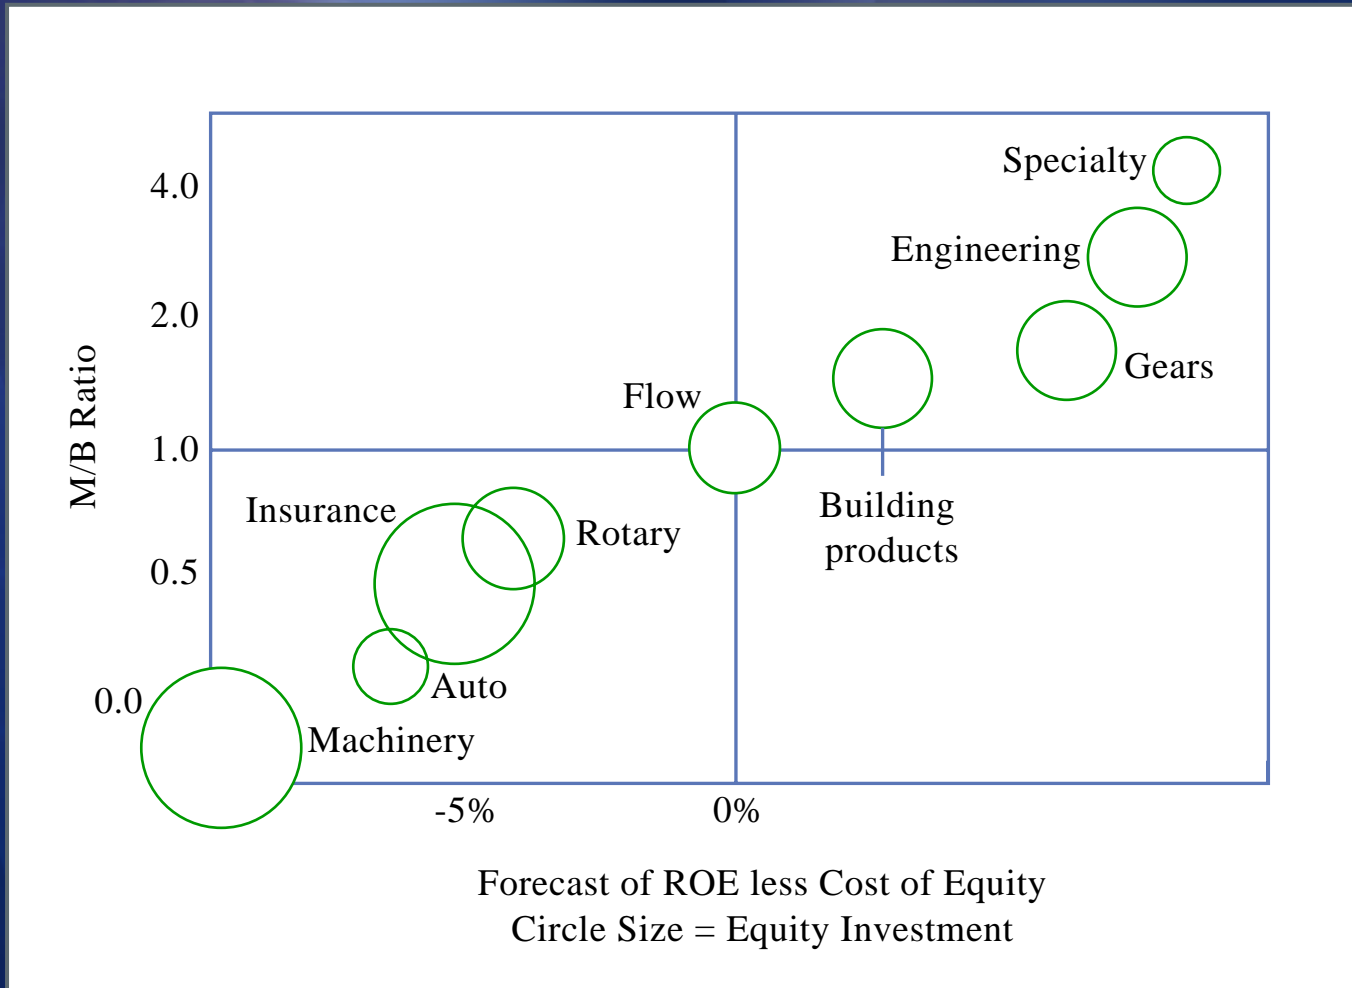 Specialty
4.0
Engineering
2.0
Gears
Flow
M/B Ratio
1.0
Insurance
Rotary
Building
products
0.5
Auto
0.0
Machinery
-5%
0%
Forecast of ROE less Cost of Equity
Circle Size = Equity Investment